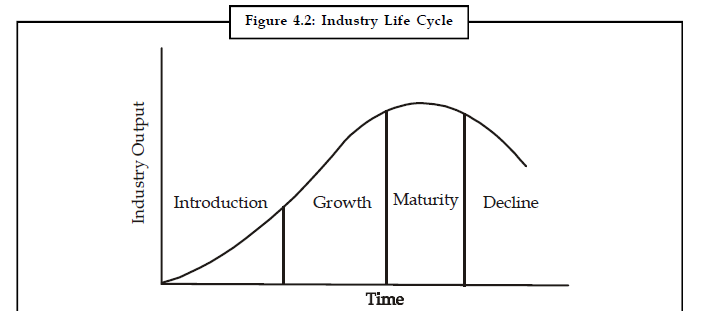 Figure 4.2: Industry Life Cycle
Industry Output
Introduction
Growth
Maturity
Decline
Time